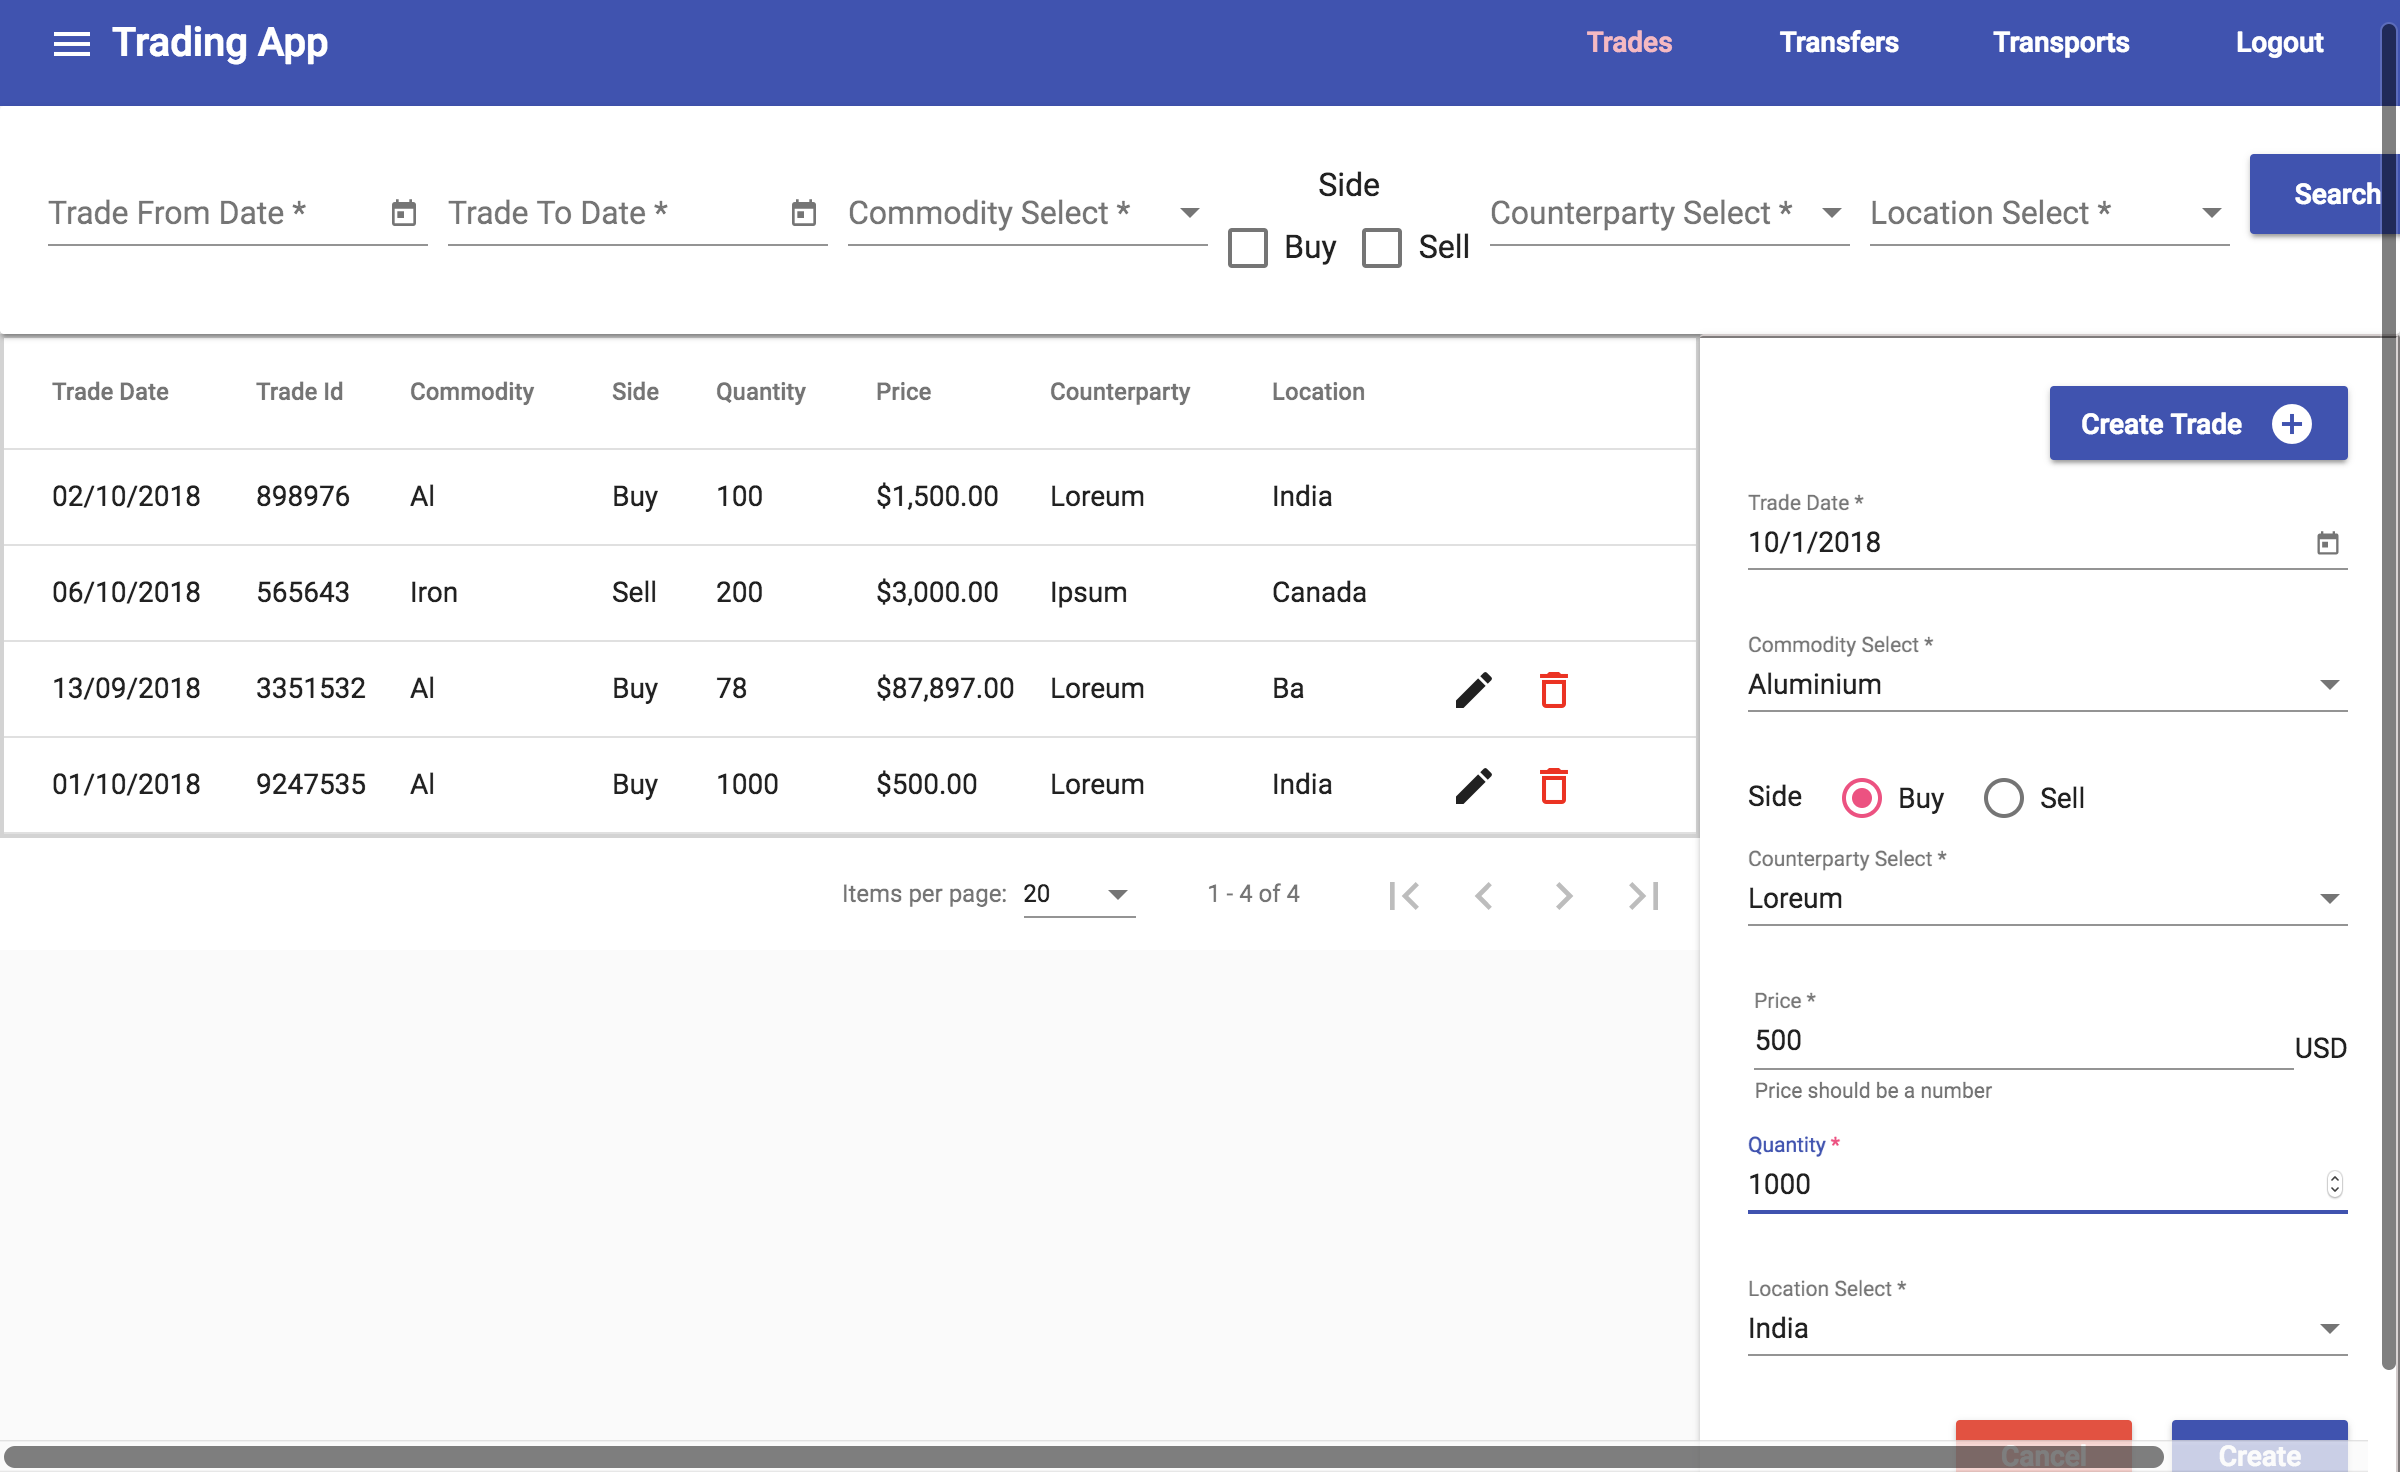 Trading App
Trades
Transfers
Transports
Logout
Trade From Date *
Trade To Date *
Commodity Select *
Side
Buy
Sell
Counterparty Select *
Location Select *
Search
Trade Date Trade Id Commodity Side Quantity Price Counterparty Location
02/10/2018 898976 Al Buy 100 $1,500.00 Loreum India
06/10/2018 565643 Iron Sell 200 $3,000.00 Ipsum Canada
13/09/2018 3351532 Al Buy 78 $87,897.00 Loreum Ba
01/10/2018 9247535 Al Buy 1000 $500.00 Loreum India
Items per page: 20 1 - 4 of 4
Create Trade
Trade Date *
10/1/2018
Commodity Select *
Aluminium
Side Buy Sell
Counterparty Select *
Loreum
Price *
500
USD
Price should be a number
Quantity *
1000
Location Select *
India
Cancel
Create